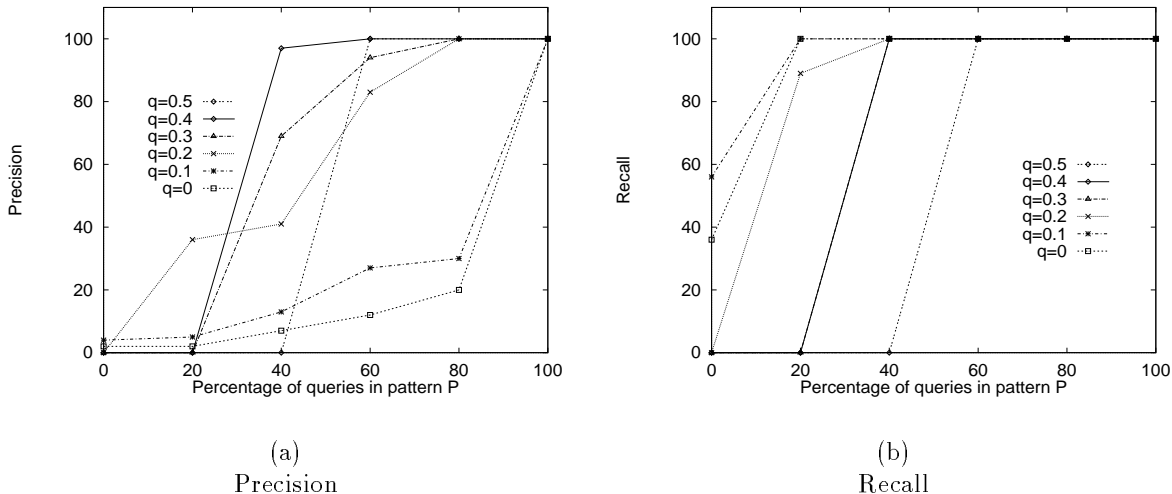 100
80
60
40
20
0
Precision
q=0.5
q=0.4
q=0.3
q=0.2
q=0.1
q=0
0 20 40 60 80 100
Percentage of queries in pattern P
(a)
Precision
100
80
60
40
20
0
Recall
q=0.5
q=0.4
q=0.3
q=0.2
q=0.1
q=0
0 20 40 60 80 100
Percentage of queries in pattern P
(b)
Recall